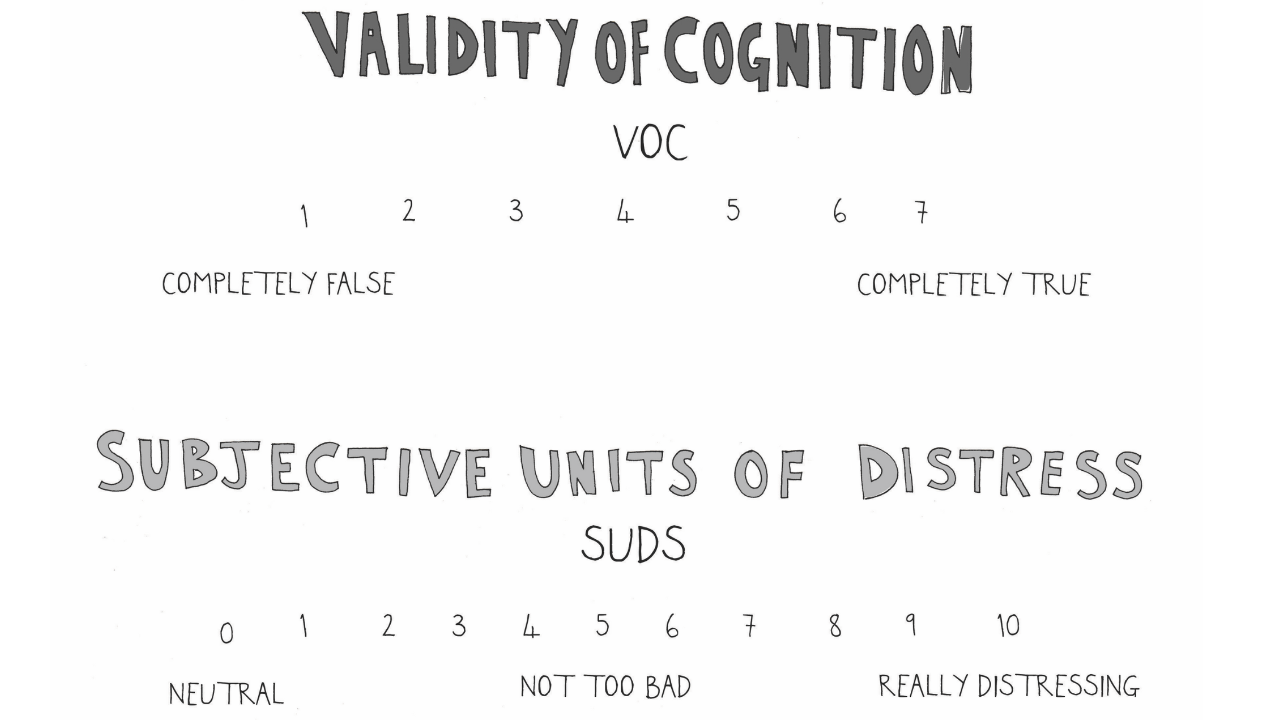 VALIDITY OF COGNITION
VOC
1 2 3 4 5 6 7
COMPLETELY FALSE COMPLETELY TRUE
SUBJECTIVE UNITS OF DISTRESS
SUDS
0 1 2 3 4 5 6 7 8 9 10
NEUTRAL NOT TOO BAD REALLY DISTRESSING